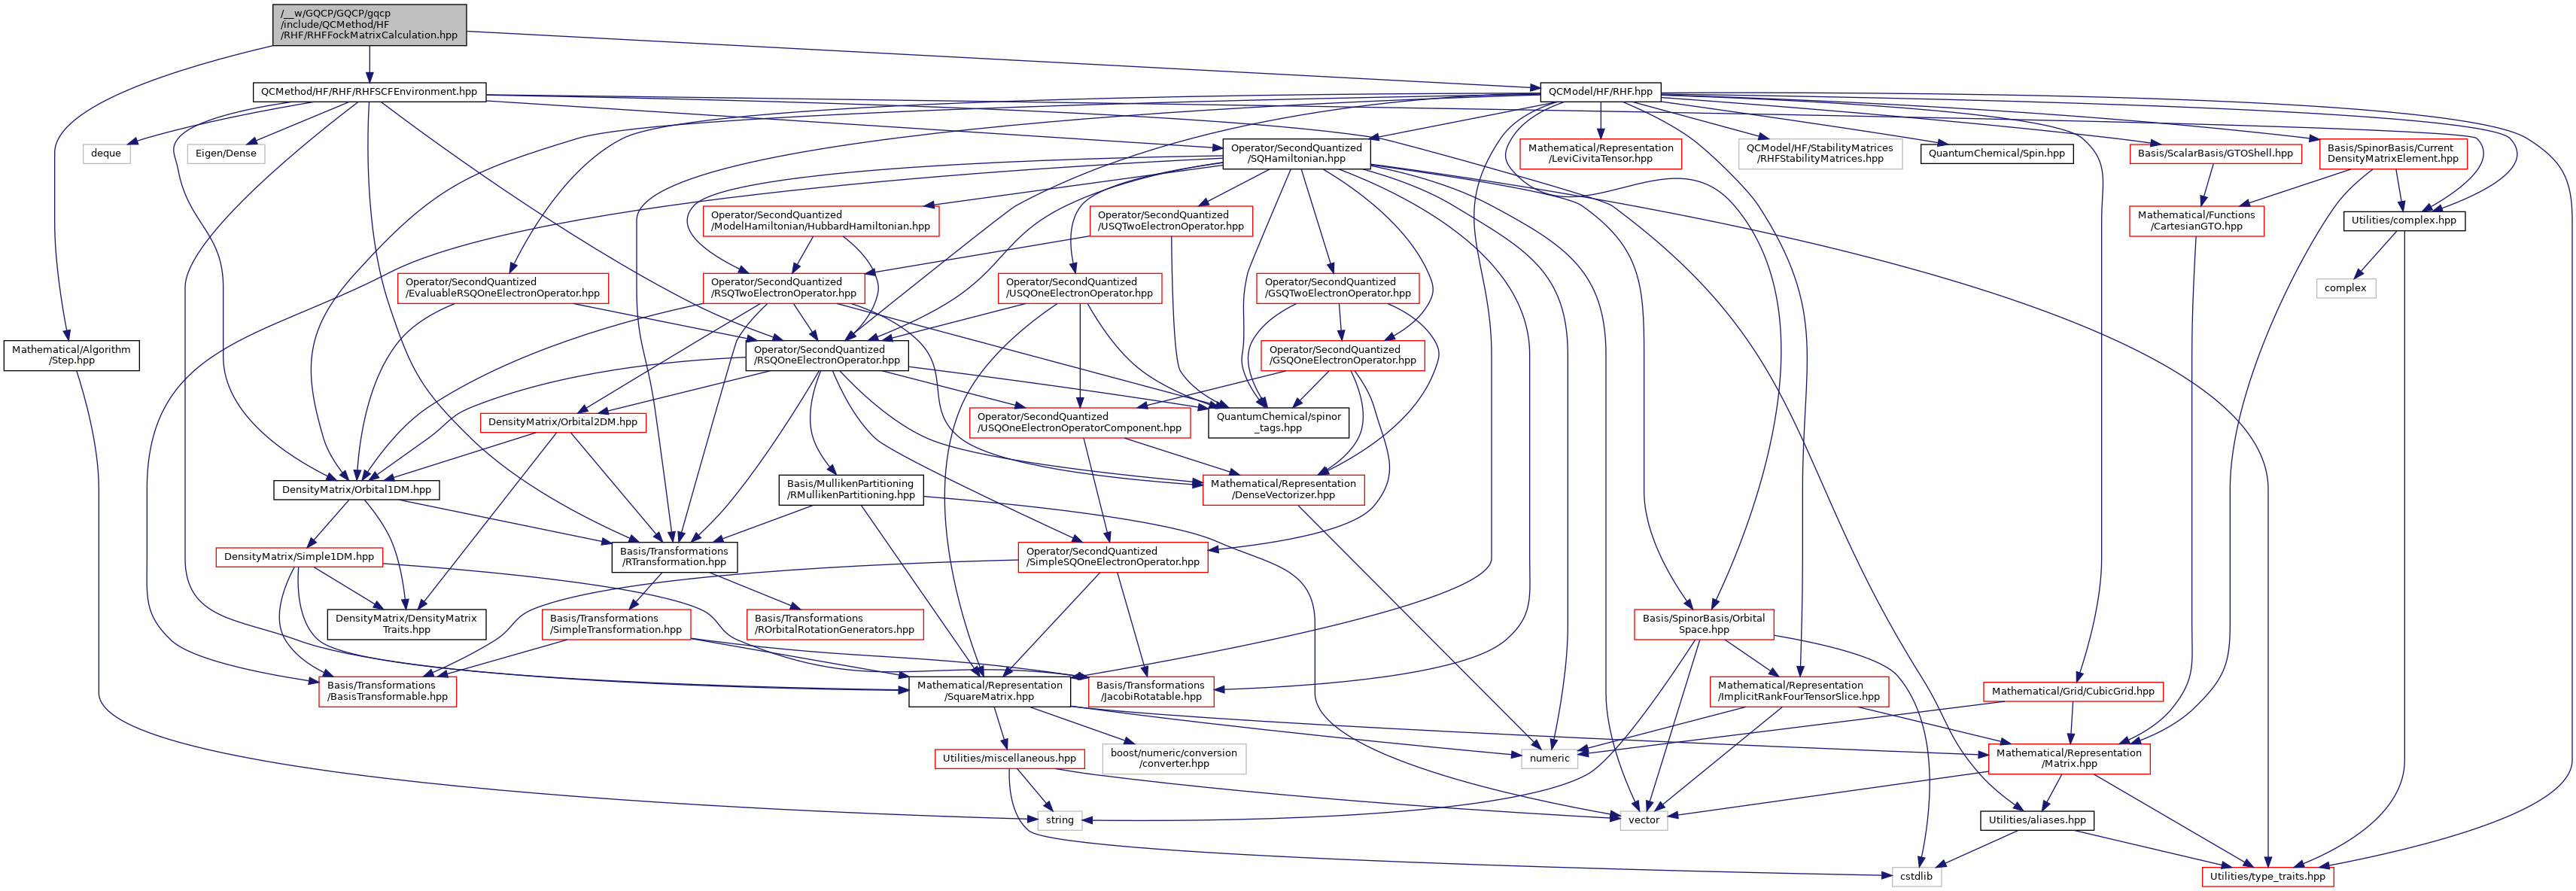 /__w/GQCP/GQCP/gqcp
/include/QCMethod/HF
/RHF/RHFFockMatrixCalculation.hpp
QCMethod/HF/RHF/RHFSCFEnvironment.hpp
QCModel/HF/RHF.hpp
deque
Eigen/Dense
Operator/SecondQuantized
/SQHamiltonian.hpp
Mathematical/Representation
/LeviCivitaTensor.hpp
QCModel/HF/StabilityMatrices
/RHFStabilityMatrices.hpp
QuantumChemical/Spin.hpp
Basis/ScalarBasis/GTOShell.hpp
Basis/SpinorBasis/Current
DensityMatrixElement.hpp
Operator/SecondQuantized
/ModelHamiltonian/HubbardHamiltonian.hpp
Operator/SecondQuantized
/USQTwoElectronOperator.hpp
Mathematical/Functions
/CartesianGTO.hpp
Utilities/complex.hpp
Operator/SecondQuantized
/EvaluableRSQOneElectronOperator.hpp
Operator/SecondQuantized
/RSQTwoElectronOperator.hpp
Operator/SecondQuantized
/USQOneElectronOperator.hpp
Operator/SecondQuantized
/GSQTwoElectronOperator.hpp
complex
Mathematical/Algorithm
/Step.hpp
Operator/SecondQuantized
/RSQOneElectronOperator.hpp
Operator/SecondQuantized
/GSQOneElectronOperator.hpp
DensityMatrix/Orbital2DM.hpp
Operator/SecondQuantized
/USQOneElectronOperatorComponent.hpp
QuantumChemical/spinor
_tags.hpp
DensityMatrix/Orbital1DM.hpp
Basis/MullikenPartitioning
/RMullikenPartitioning.hpp
Mathematical/Representation
/DenseVectorizer.hpp
DensityMatrix/Simple1DM.hpp
Basis/Transformations
/RTransformation.hpp
Operator/SecondQuantized
/SimpleSQOneElectronOperator.hpp
DensityMatrix/DensityMatrix
Traits.hpp
Basis/Transformations
/SimpleTransformation.hpp
Basis/Transformations
/ROrbitalRotationGenerators.hpp
Basis/SpinorBasis/Orbital
Space.hpp
Basis/Transformations
/BasisTransformable.hpp
Mathematical/Representation
/SquareMatrix.hpp
Basis/Transformations
/JacobiRotatable.hpp
Mathematical/Representation
/ImplicitRankFourTensorSlice.hpp
Mathematical/Grid/CubicGrid.hpp
Utilities/miscellaneous.hpp
boost/numeric/conversion
/converter.hpp
numeric
Mathematical/Representation
/Matrix.hpp
string
vector
Utilities/aliases.hpp
cstdlib
Utilities/type_traits.hpp